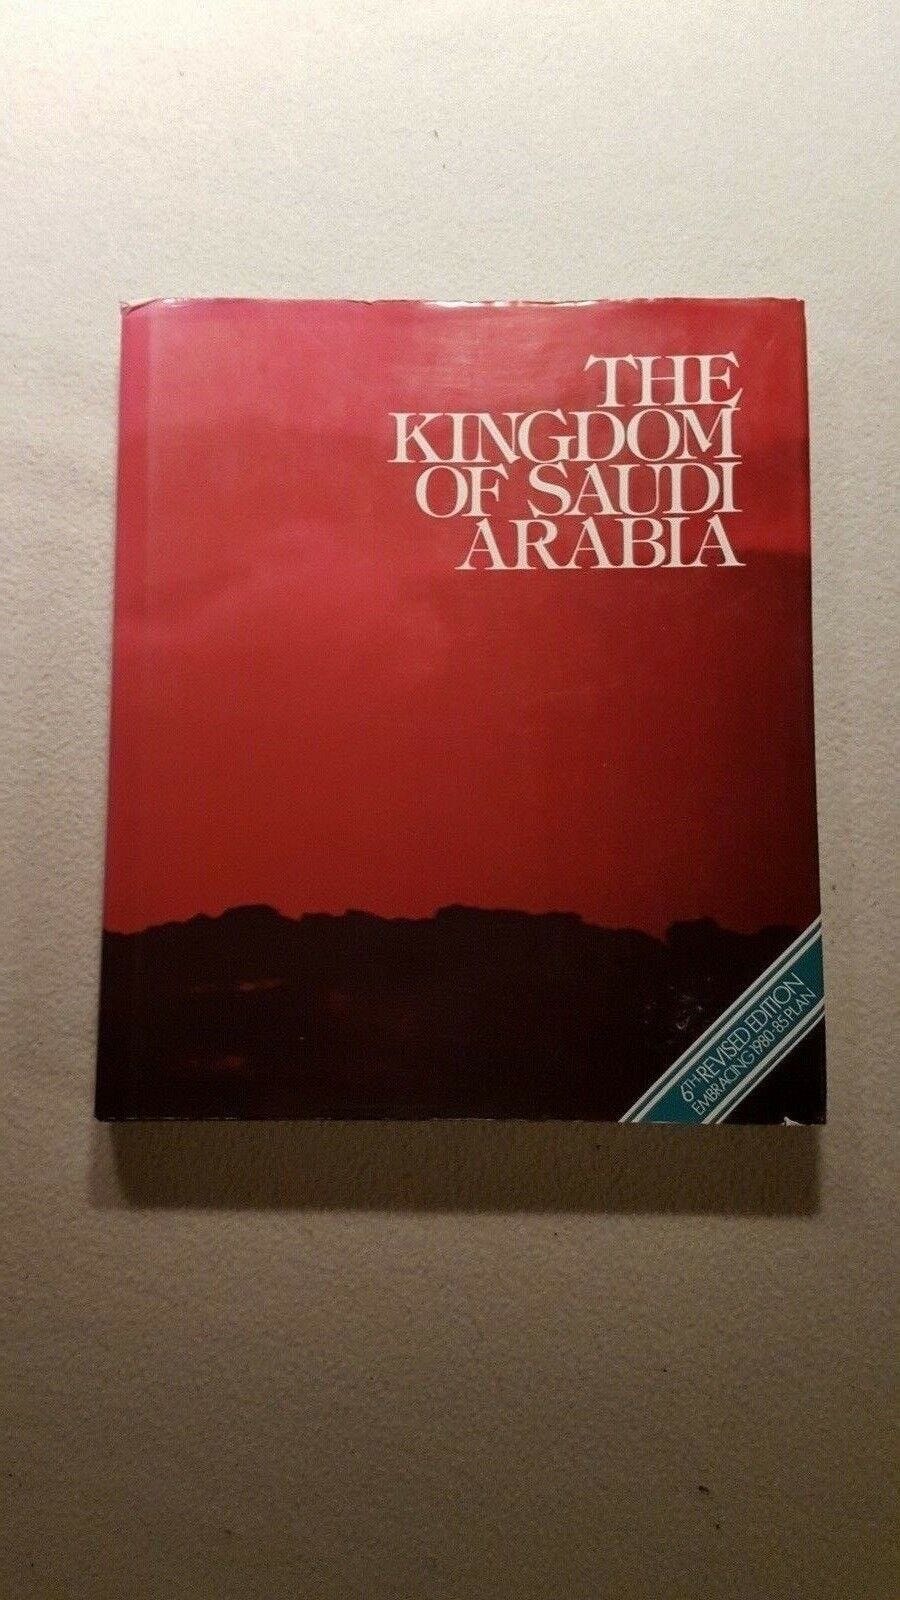 THE
KINGDOM
OF SAUDI
ARABIA
6TH REVISED EDITION
EMBRACING 1980-85 PLAN